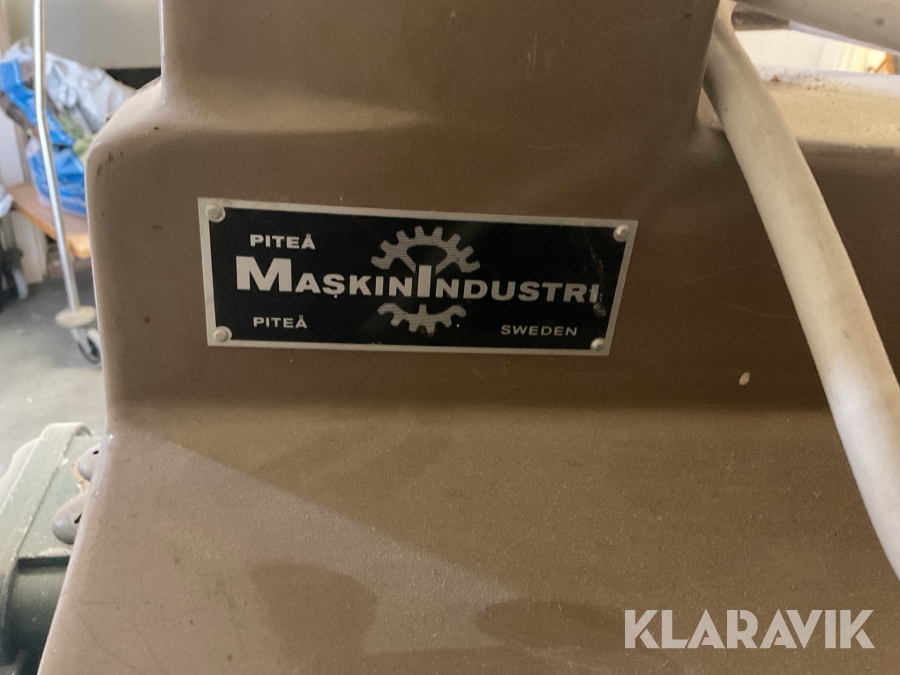 PITEÅ
MASKININDUSTRI
PITEÅ SWEDEN
KLARAVIK